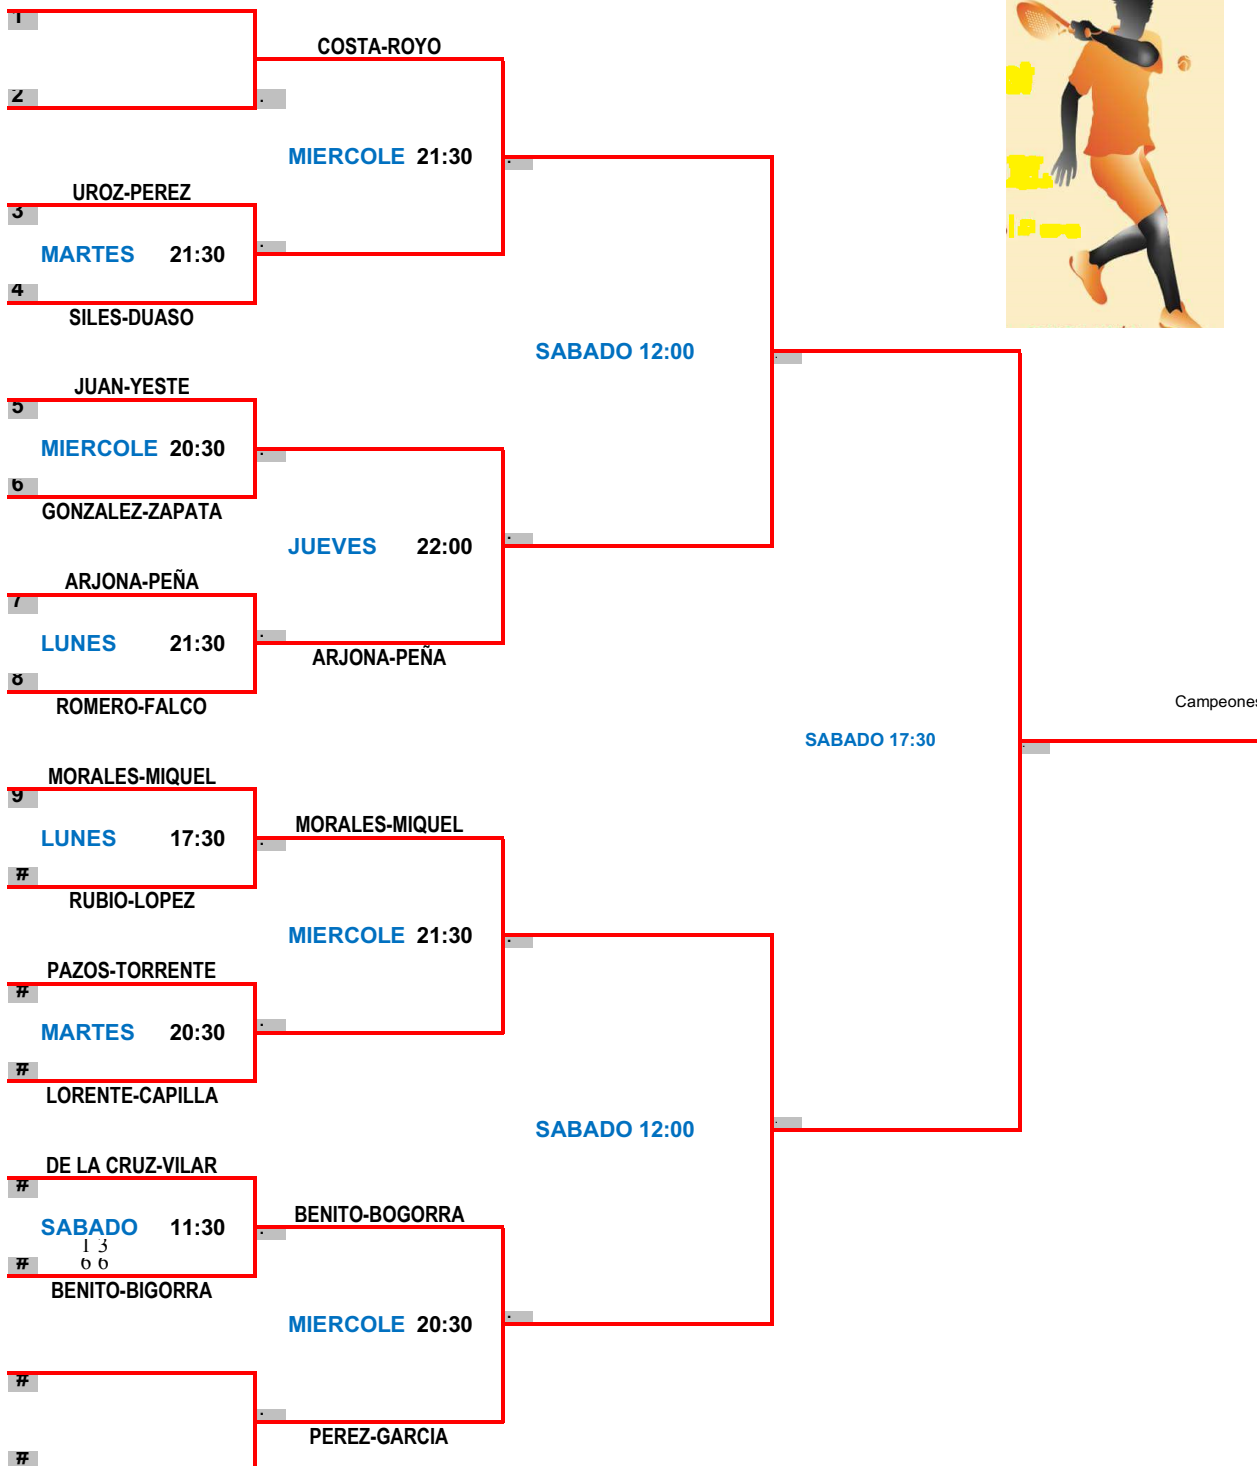 1
COSTA-ROYO
2
MIERCOLE 21:30
UROZ-PEREZ
3
MARTES 21:30
4
SILES-DUASO
SABADO 12:00
JUAN-YESTE
5
MIERCOLE 20:30
6
GONZALEZ-ZAPATA
JUEVES 22:00
ARJONA-PEÑA
7
LUNES 21:30
ARJONA-PEÑA
8
ROMERO-FALCO
Campeones
SABADO 17:30
MORALES-MIQUEL
9
MORALES-MIQUEL
LUNES 17:30
#
RUBIO-LOPEZ
MIERCOLE 21:30
PAZOS-TORRENTE
#
MARTES 20:30
#
LORENTE-CAPILLA
SABADO 12:00
DE LA CRUZ-VILAR
#
BENITO-BOGORRA
SABADO 11:30
1 3
# 6 6
BENITO-BIGORRA
MIERCOLE 20:30
#
PEREZ-GARCIA
#